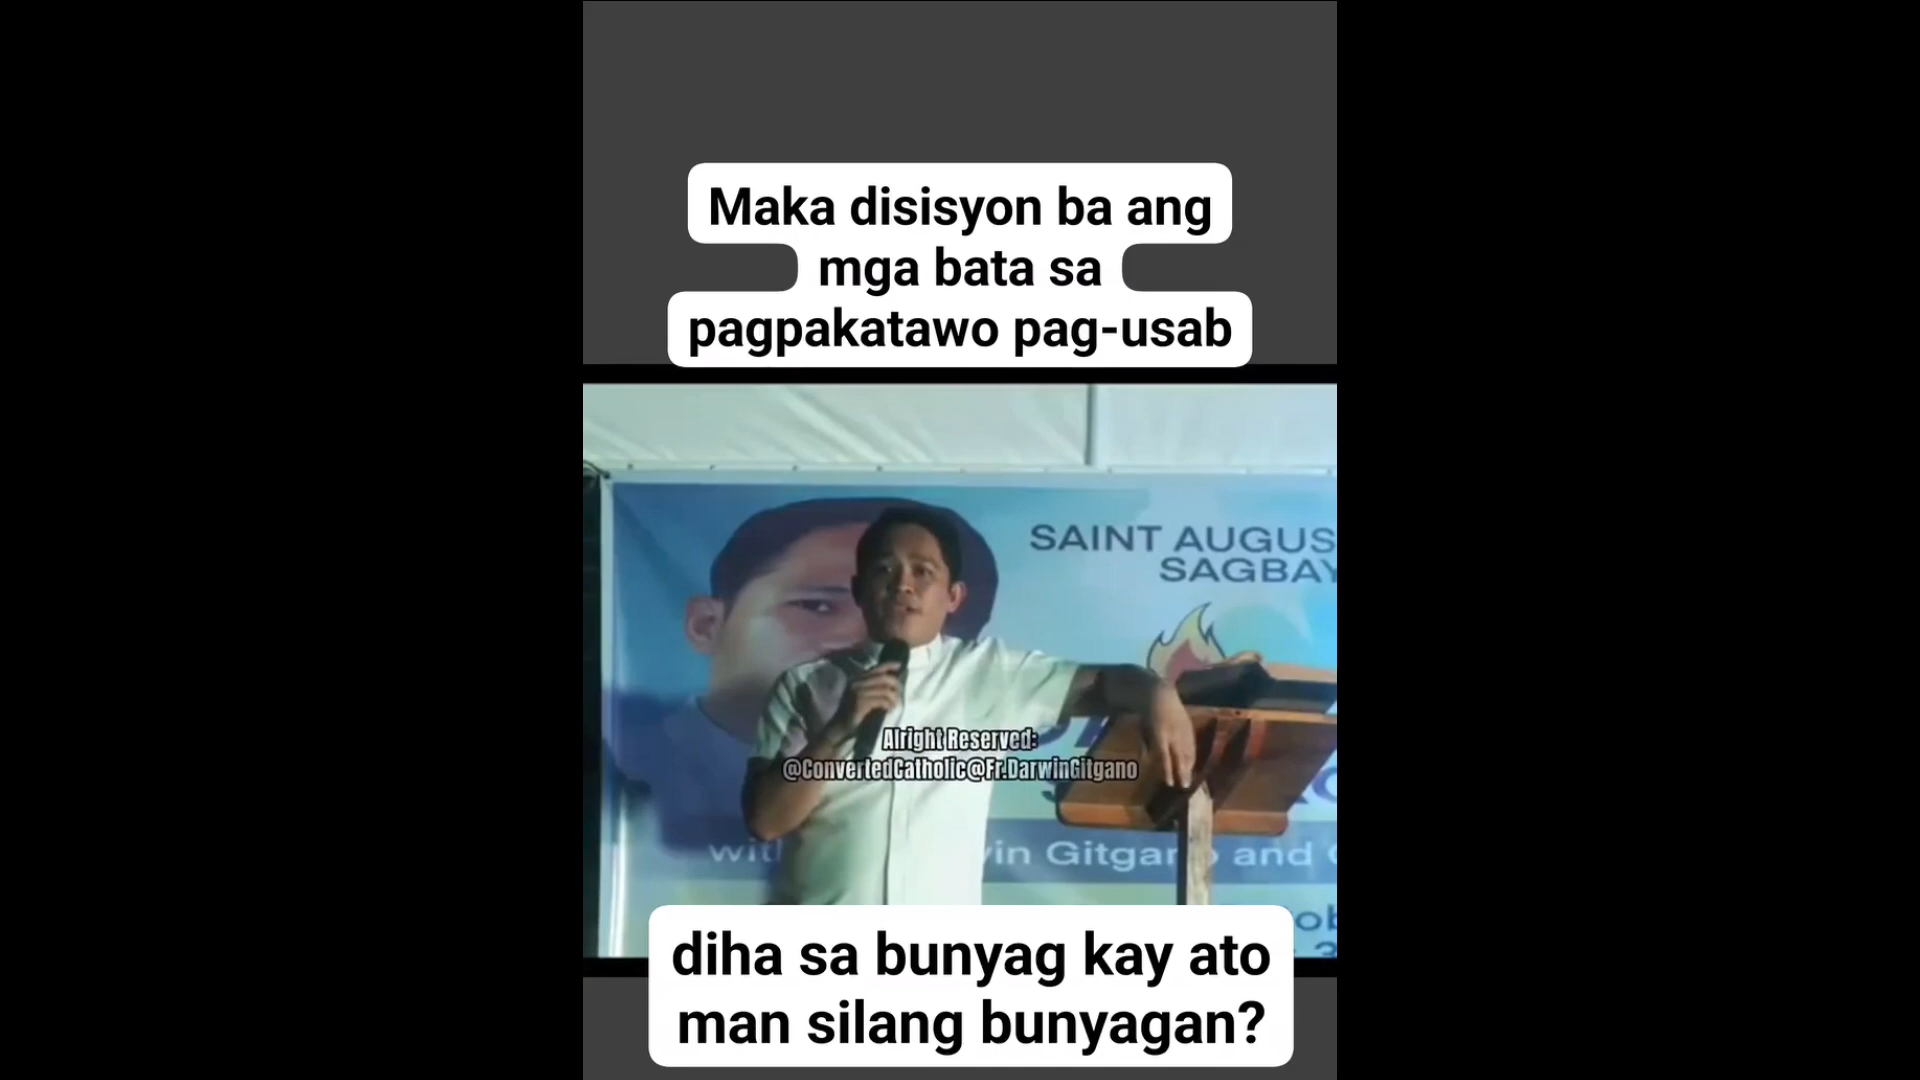 Maka disisyon ba ang
mga bata sa
pagpakatawo pag-usab
SAINT AUGUS
SAGBAY
Alright Reserved:
@ConvertedCatholic@Fr.DarwinGitgano
in Gitgano and
diha sa bunyag kay ato
man silang bunyagan?